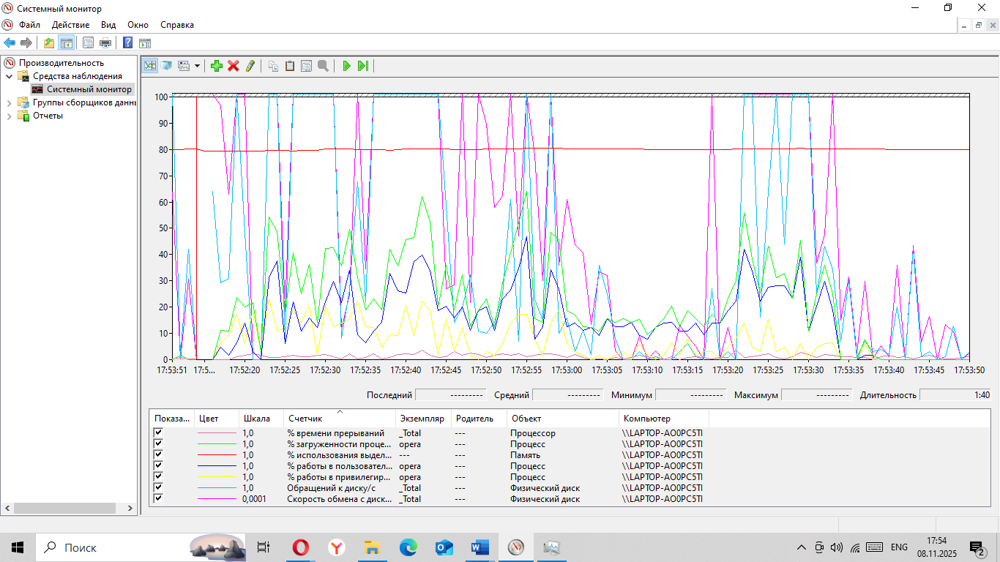 Системный монитор
Файл Действие Вид Окно Справка
Производительность
Средства наблюдения
Системный монитор
Группы сборщиков даннь
Отчеты
100
90
80
70
60
50
40
30
20
10
0
17:53:51 17:5... 17:52:20 17:52:25 17:52:30 17:52:35 17:52:40 17:52:45 17:52:50 17:52:55 17:53:00 17:53:05 17:53:10 17:53:15 17:53:20 17:53:25 17:53:30 17:53:35 17:53:40 17:53:45 17:53:50
Последний --------- Средний --------- Минимум --------- Максимум --------- Длительность 1:40
Показа... Цвет Шкала Счетчик Экземпляр Родитель Объект Компьютер
1,0 % времени прерываний _Total --- Процессор \\LAPTOP-AO0PC5TI
1,0 % загруженности проце... opera --- Процесс \\LAPTOP-AO0PC5TI
1,0 % использования выдел... --- --- Память \\LAPTOP-AO0PC5TI
1,0 % работы в пользовател... opera --- Процесс \\LAPTOP-AO0PC5TI
1,0 % работы в привилегир... opera --- Процесс \\LAPTOP-AO0PC5TI
1,0 Обращений к диску/с _Total --- Физический диск \\LAPTOP-AO0PC5TI
0,0001 Скорость обмена с диск... _Total --- Физический диск \\LAPTOP-AO0PC5TI
Поиск
ENG
17:54
08.11.2025
2